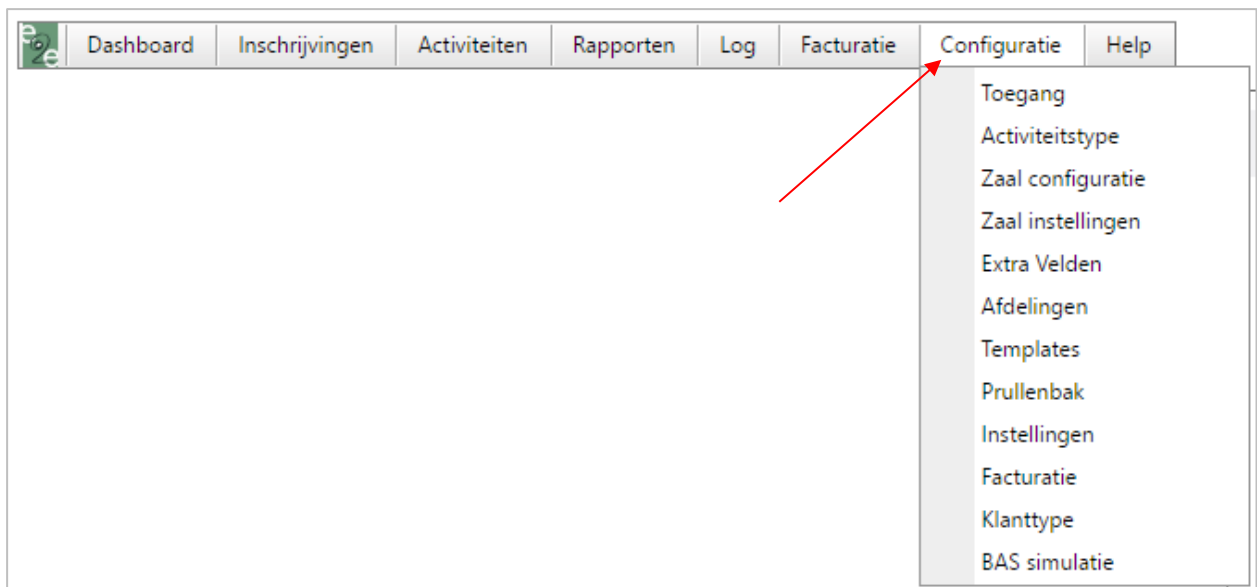 e2e Dashboard Inschrijvingen Activiteiten Rapporten Log Facturatie Configuratie Help
Toegang
Activiteitstype
Zaal configuratie
Zaal instellingen
Extra Velden
Afdelingen
Templates
Prullenbak
Instellingen
Facturatie
Klanttype
BAS simulatie